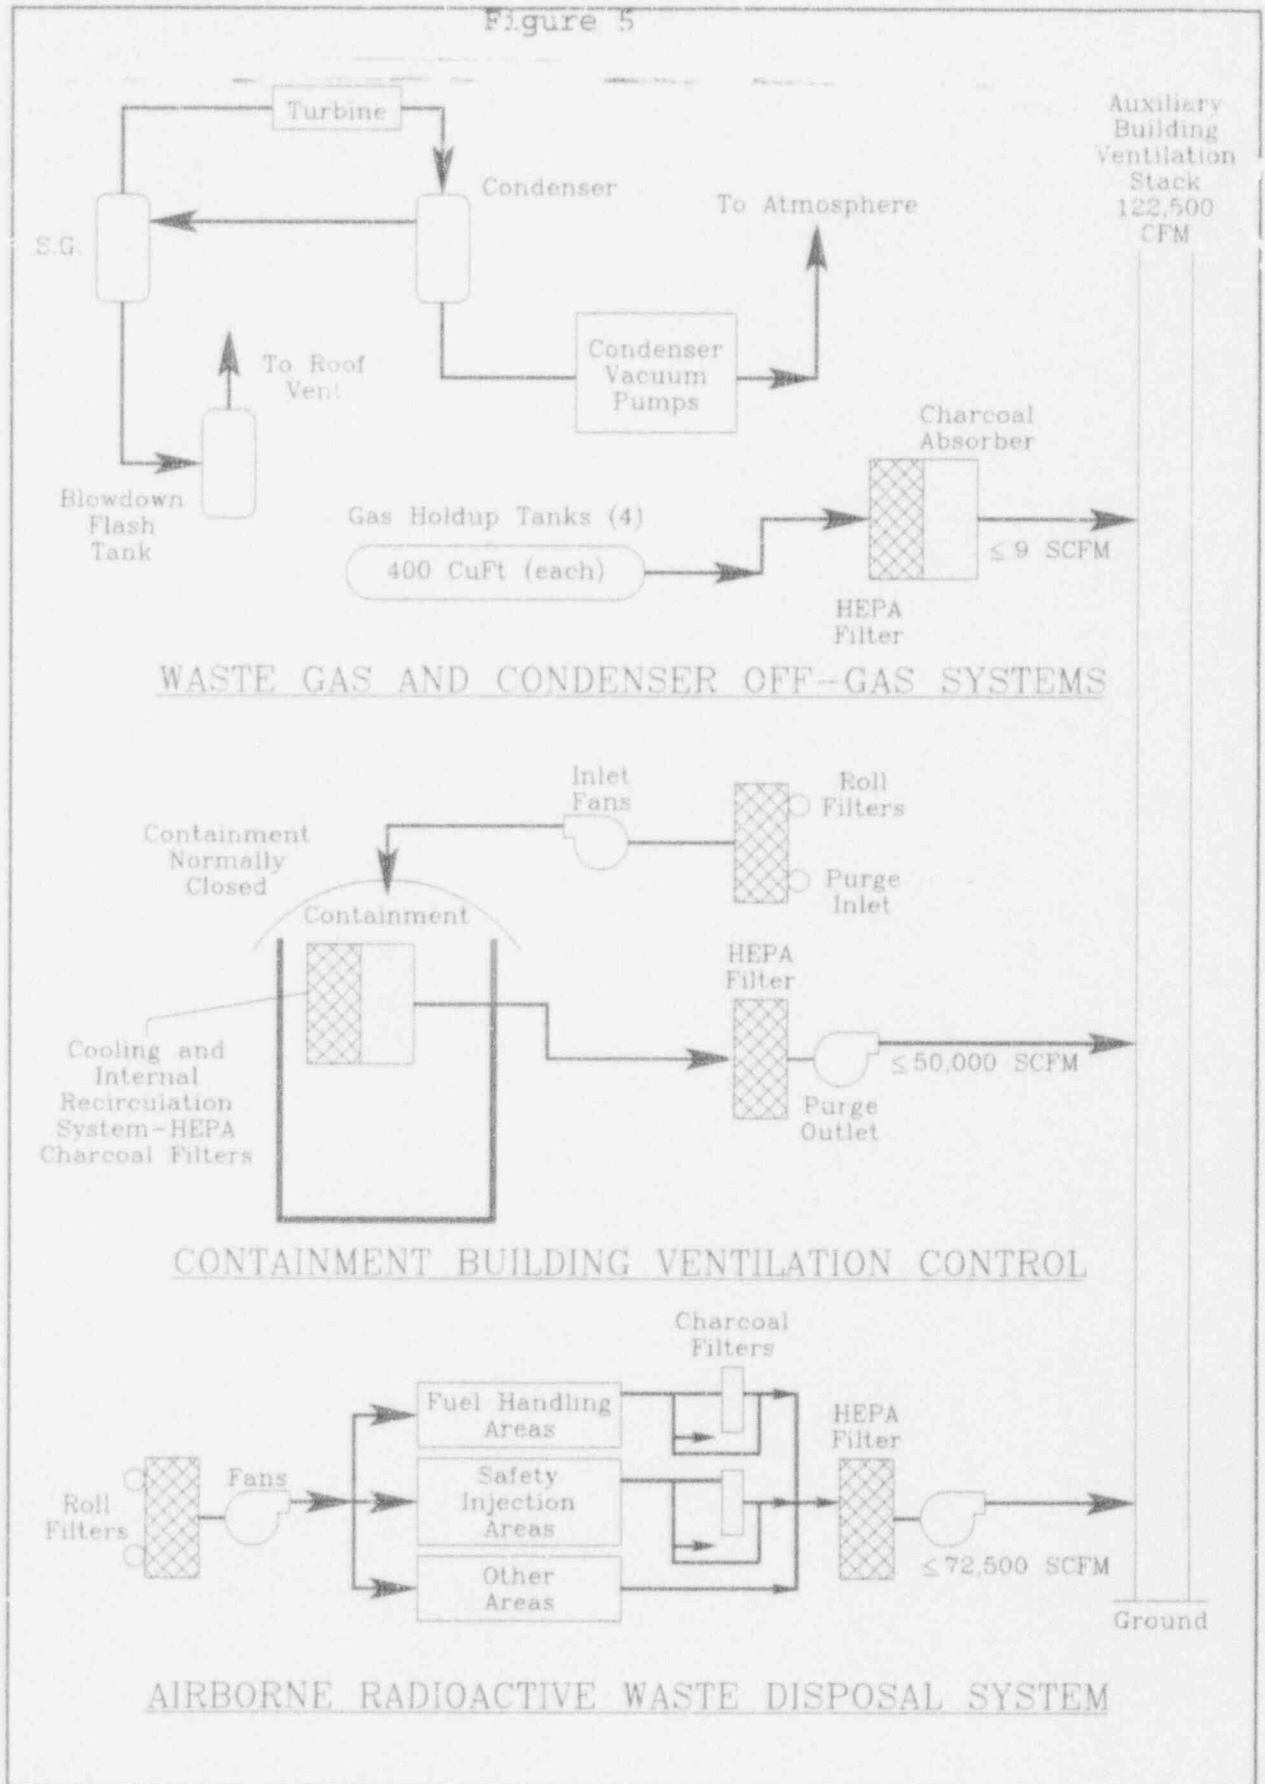 Figure 5
Turbine
Auxiliary
Building
Ventilation
Stack
122,500
CFM
Condenser
To Atmosphere
S.G.
Condenser
Vacuum
Pumps
To Roof
Vent
Charcoal
Absorber
Blowdown
Flash
Tank
Gas Holdup Tanks (4)
400 CuFt (each)
≤ 9 SCFM
HEPA
Filter
WASTE GAS AND CONDENSER OFF-GAS SYSTEMS
Inlet
Fans
Roll
Filters
Containment
Normally
Closed
Purge
Inlet
Containment
HEPA
Filter
Cooling and
Internal
Recirculation
System-HEPA
Charcoal Filters
≤ 50,000 SCFM
Purge
Outlet
CONTAINMENT BUILDING VENTILATION CONTROL
Charcoal
Filters
Fuel Handling
Areas
HEPA
Filter
Roll
Filters
Fans
Safety
Injection
Areas
Other
Areas
≤ 72,500 SCFM
Ground
AIRBORNE RADIOACTIVE WASTE DISPOSAL SYSTEM